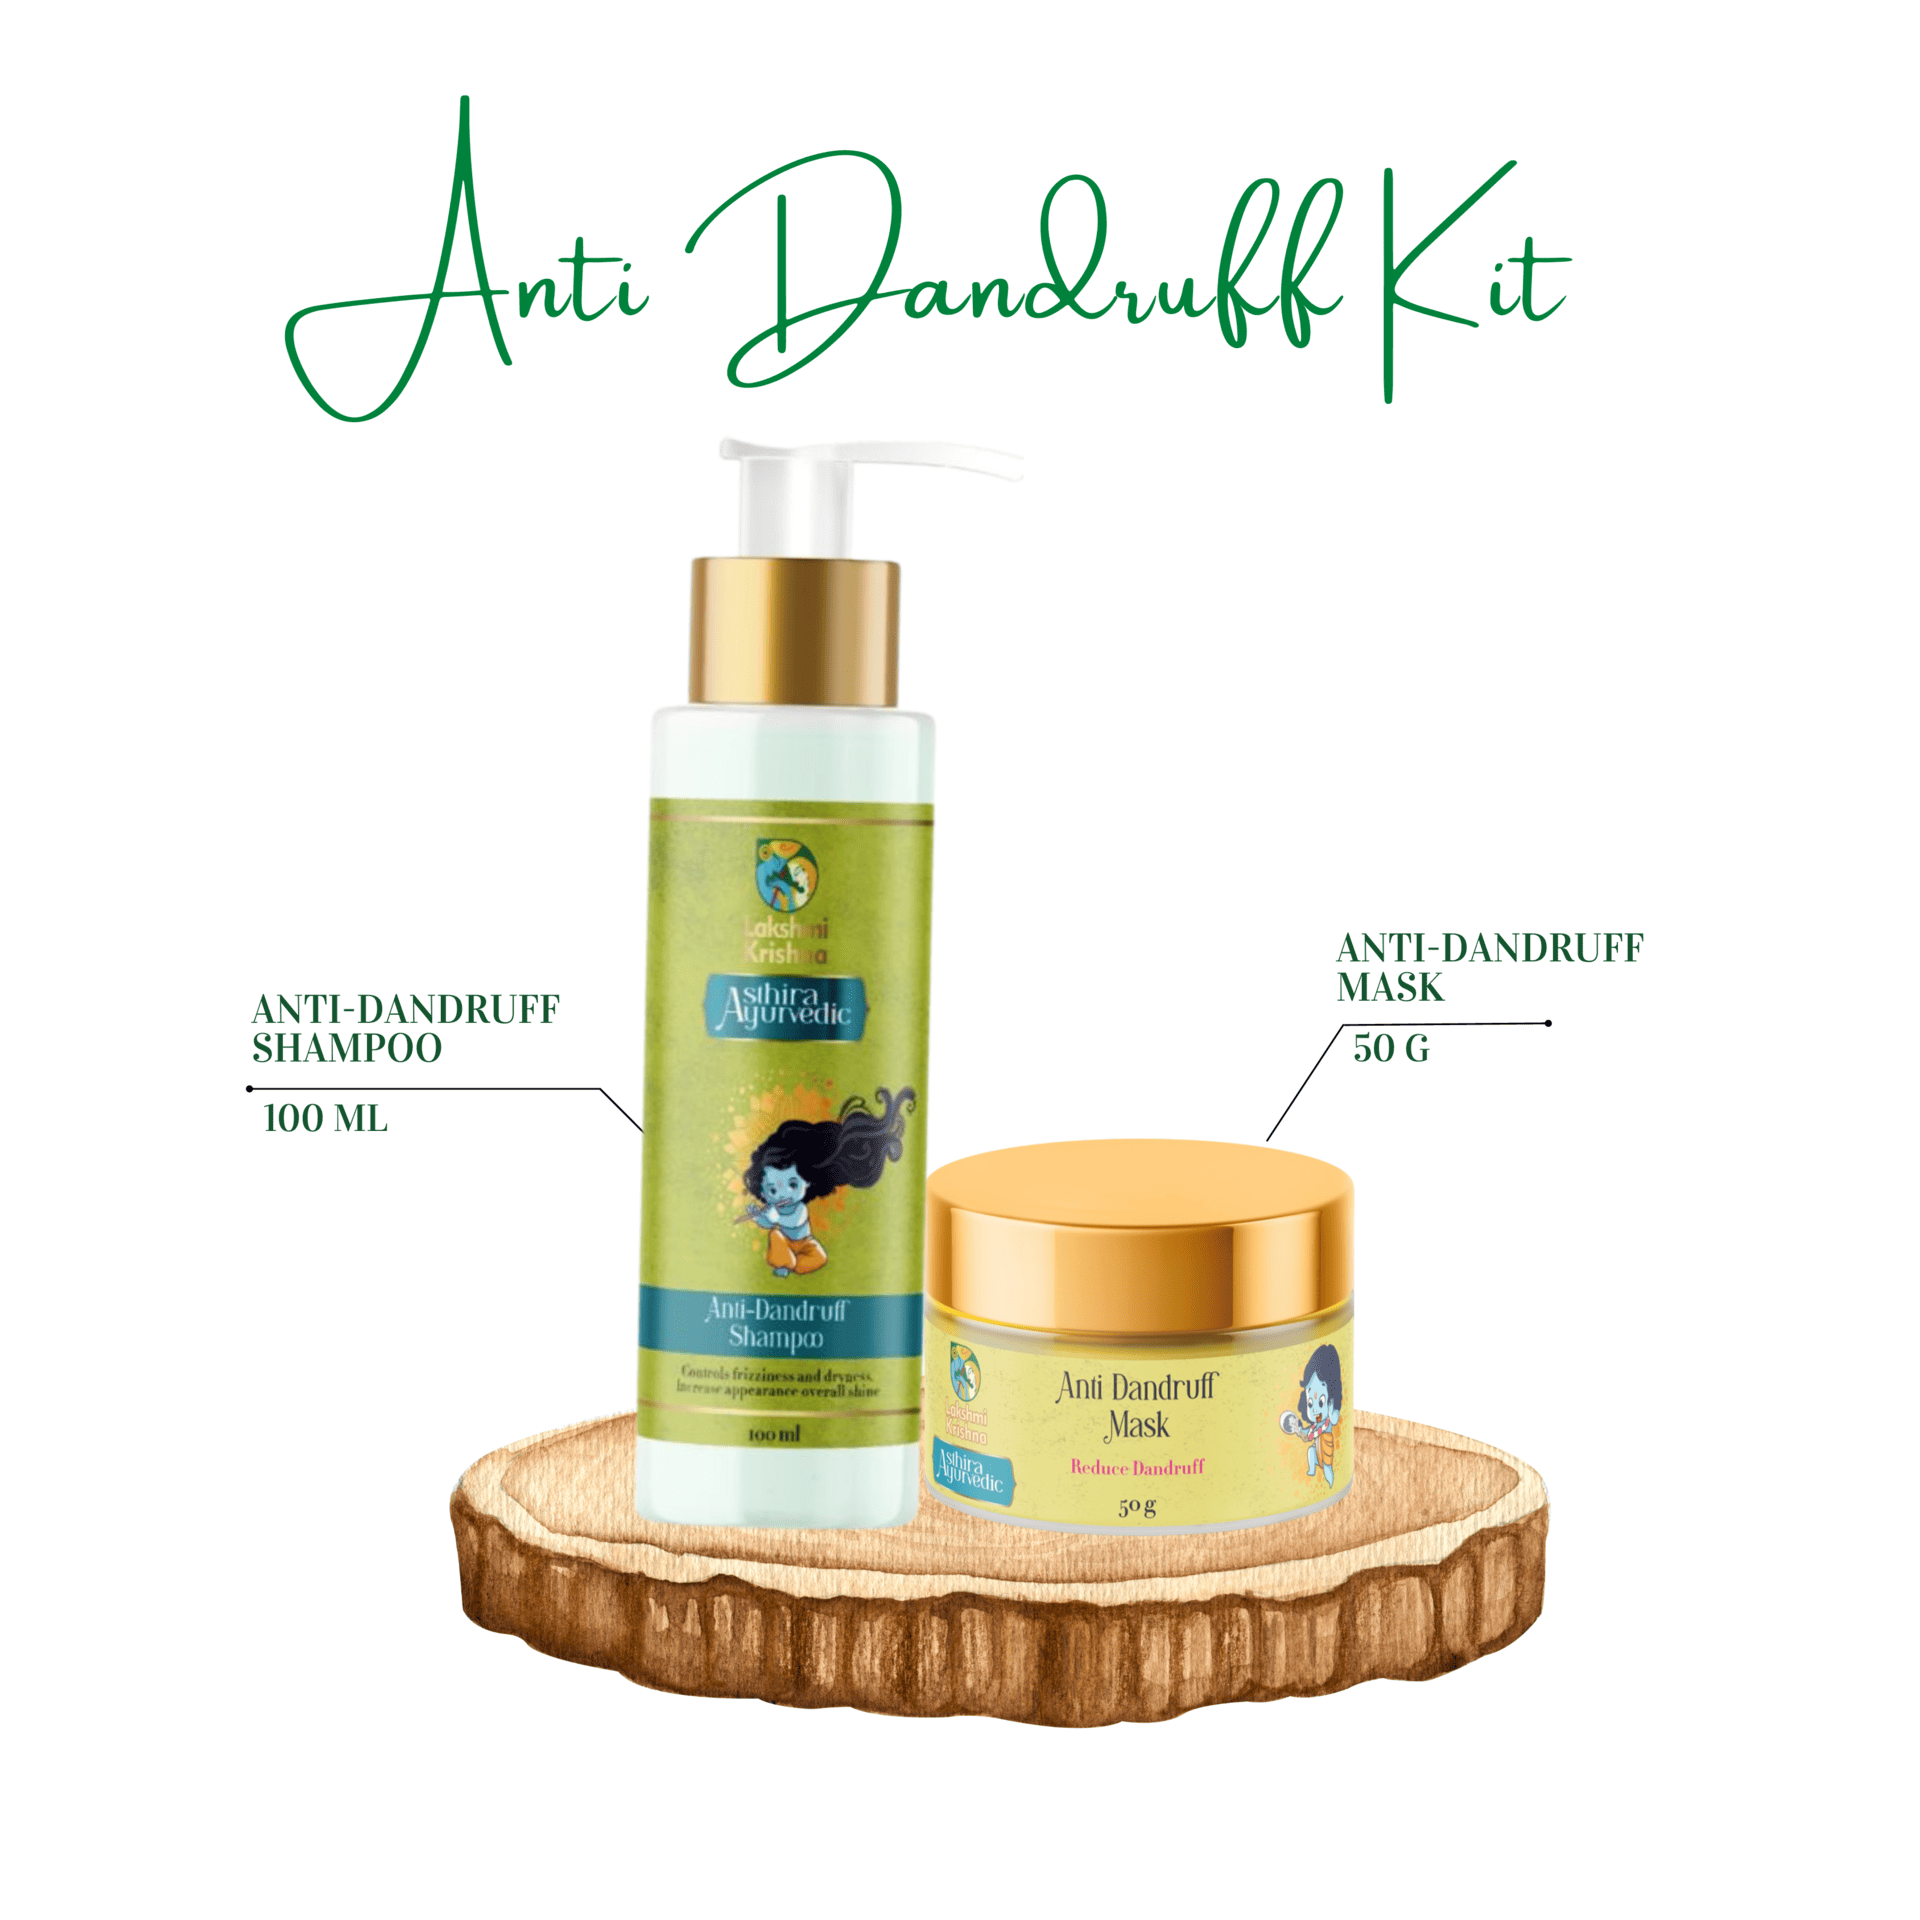 Anti Dandruff Kit
ANTI-DANDRUFF
SHAMPOO
100 ML
ANTI-DANDRUFF
MASK
50 G
Lakshmi
Krishna
Asthira
Ayurvedic
Anti-Dandruff
Shampoo
Controls frizziness and dryness,
Increase appearance overall shine
100 ml
Lakshmi
Krishna
Asthira
Ayurvedic
Anti Dandruff
Mask
Reduce Dandruff
50 g